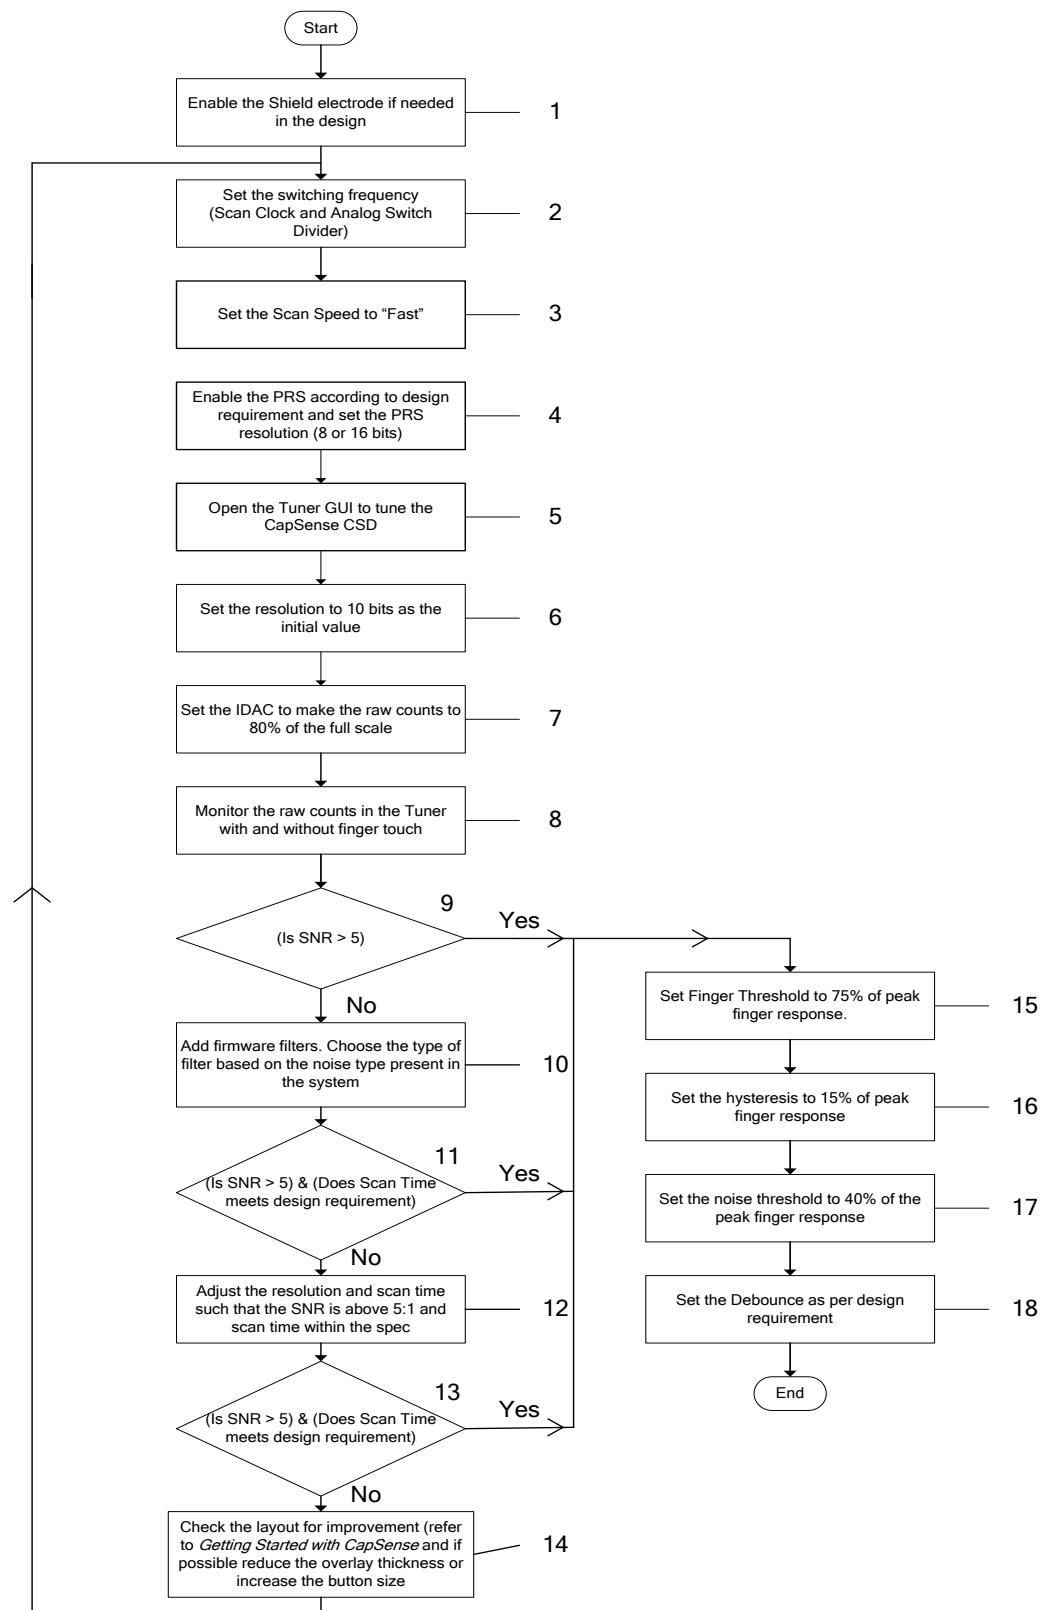 Start
Enable the Shield electrode if needed
in the design
1
Set the switching frequency
(Scan Clock and Analog Switch
Divider)
2
Set the Scan Speed to “Fast”
3
Enable the PRS according to design
requirement and set the PRS
resolution (8 or 16 bits)
4
Open the Tuner GUI to tune the
CapSense CSD
5
Set the resolution to 10 bits as the
initial value
6
Set the IDAC to make the raw counts to
80% of the full scale
7
Monitor the raw counts in the Tuner
with and without finger touch
8
(Is SNR > 5)
9
Yes
No
Add firmware filters. Choose the type of
filter based on the noise type present in
the system
10
(Is SNR > 5) & (Does Scan Time
meets design requirement)
11
Yes
No
Adjust the resolution and scan time
such that the SNR is above 5:1 and
scan time within the spec
12
(Is SNR > 5) & (Does Scan Time
meets design requirement)
13
Yes
No
Check the layout for improvement (refer
to Getting Started with CapSense and if
possible reduce the overlay thickness or
increase the button size
14
Set Finger Threshold to 75% of peak
finger response.
15
Set the hysteresis to 15% of peak
finger response
16
Set the noise threshold to 40% of the
peak finger response
17
Set the Debounce as per design
requirement
18
End